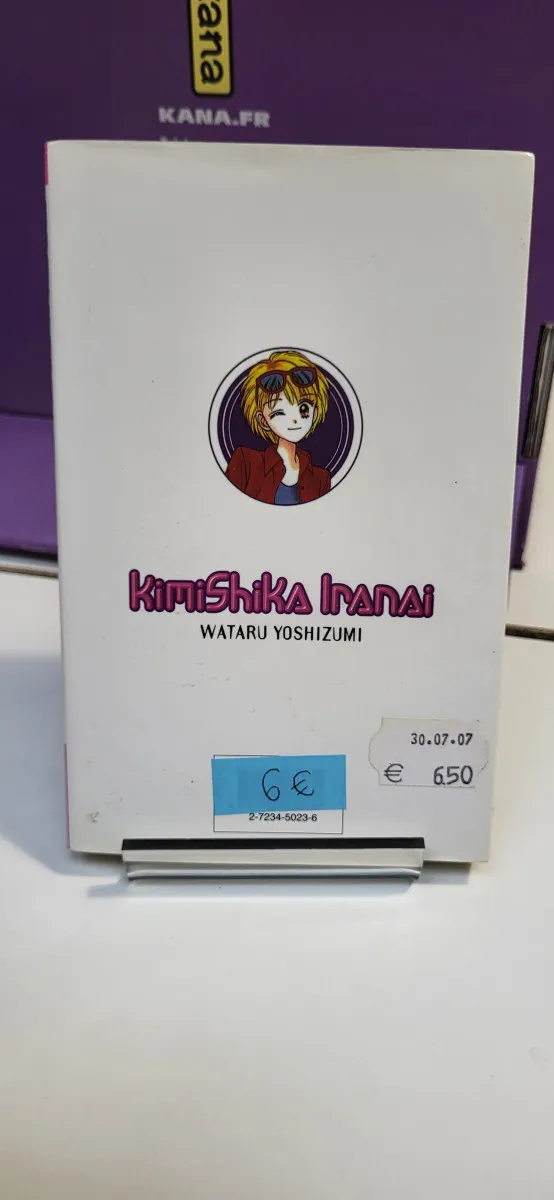 kana
KANA.FR
KimiShiKa Iranai
WATARU YOSHIZUMI
30.07.07
€ 6.50
6 €
2-7234-5023-6